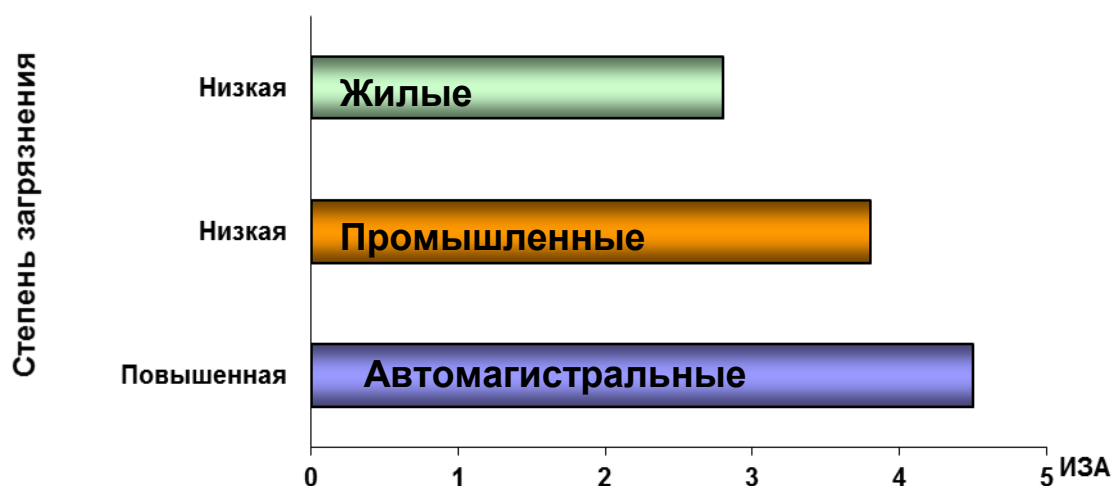 Степень загрязнения
Низкая
Жилые
Низкая
Промышленные
Повышенная
Автомагистральные
0 1 2 3 4 5 ИЗА